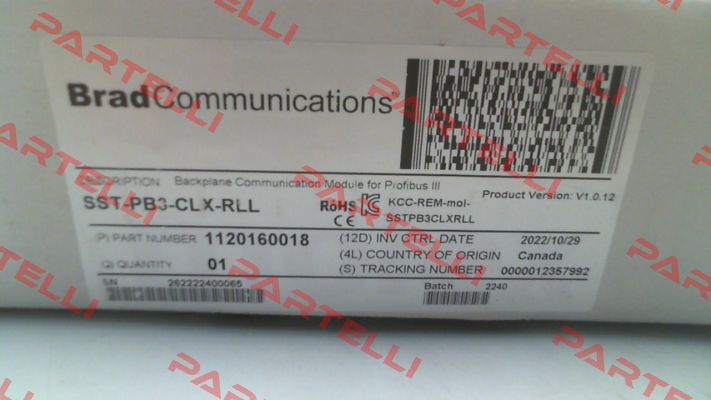 BradCommunications
DESCRIPTION Backplane Communication Module for Profibus III
SST-PB3-CLX-RLL
RoHS
CE
KCC-REM-mol-
SSTPB3CLXRLL
Product Version: V1.0.12
(P) PART NUMBER 1120160018
(12D) INV CTRL DATE 2022/10/29
(Q) QUANTITY 01
(4L) COUNTRY OF ORIGIN Canada
(S) TRACKING NUMBER 0000012357992
SN 262222400065
Batch 2240
PARTELLI
PARTELLI
PARTELLI
PARTELLI
PARTELLI
PARTELLI